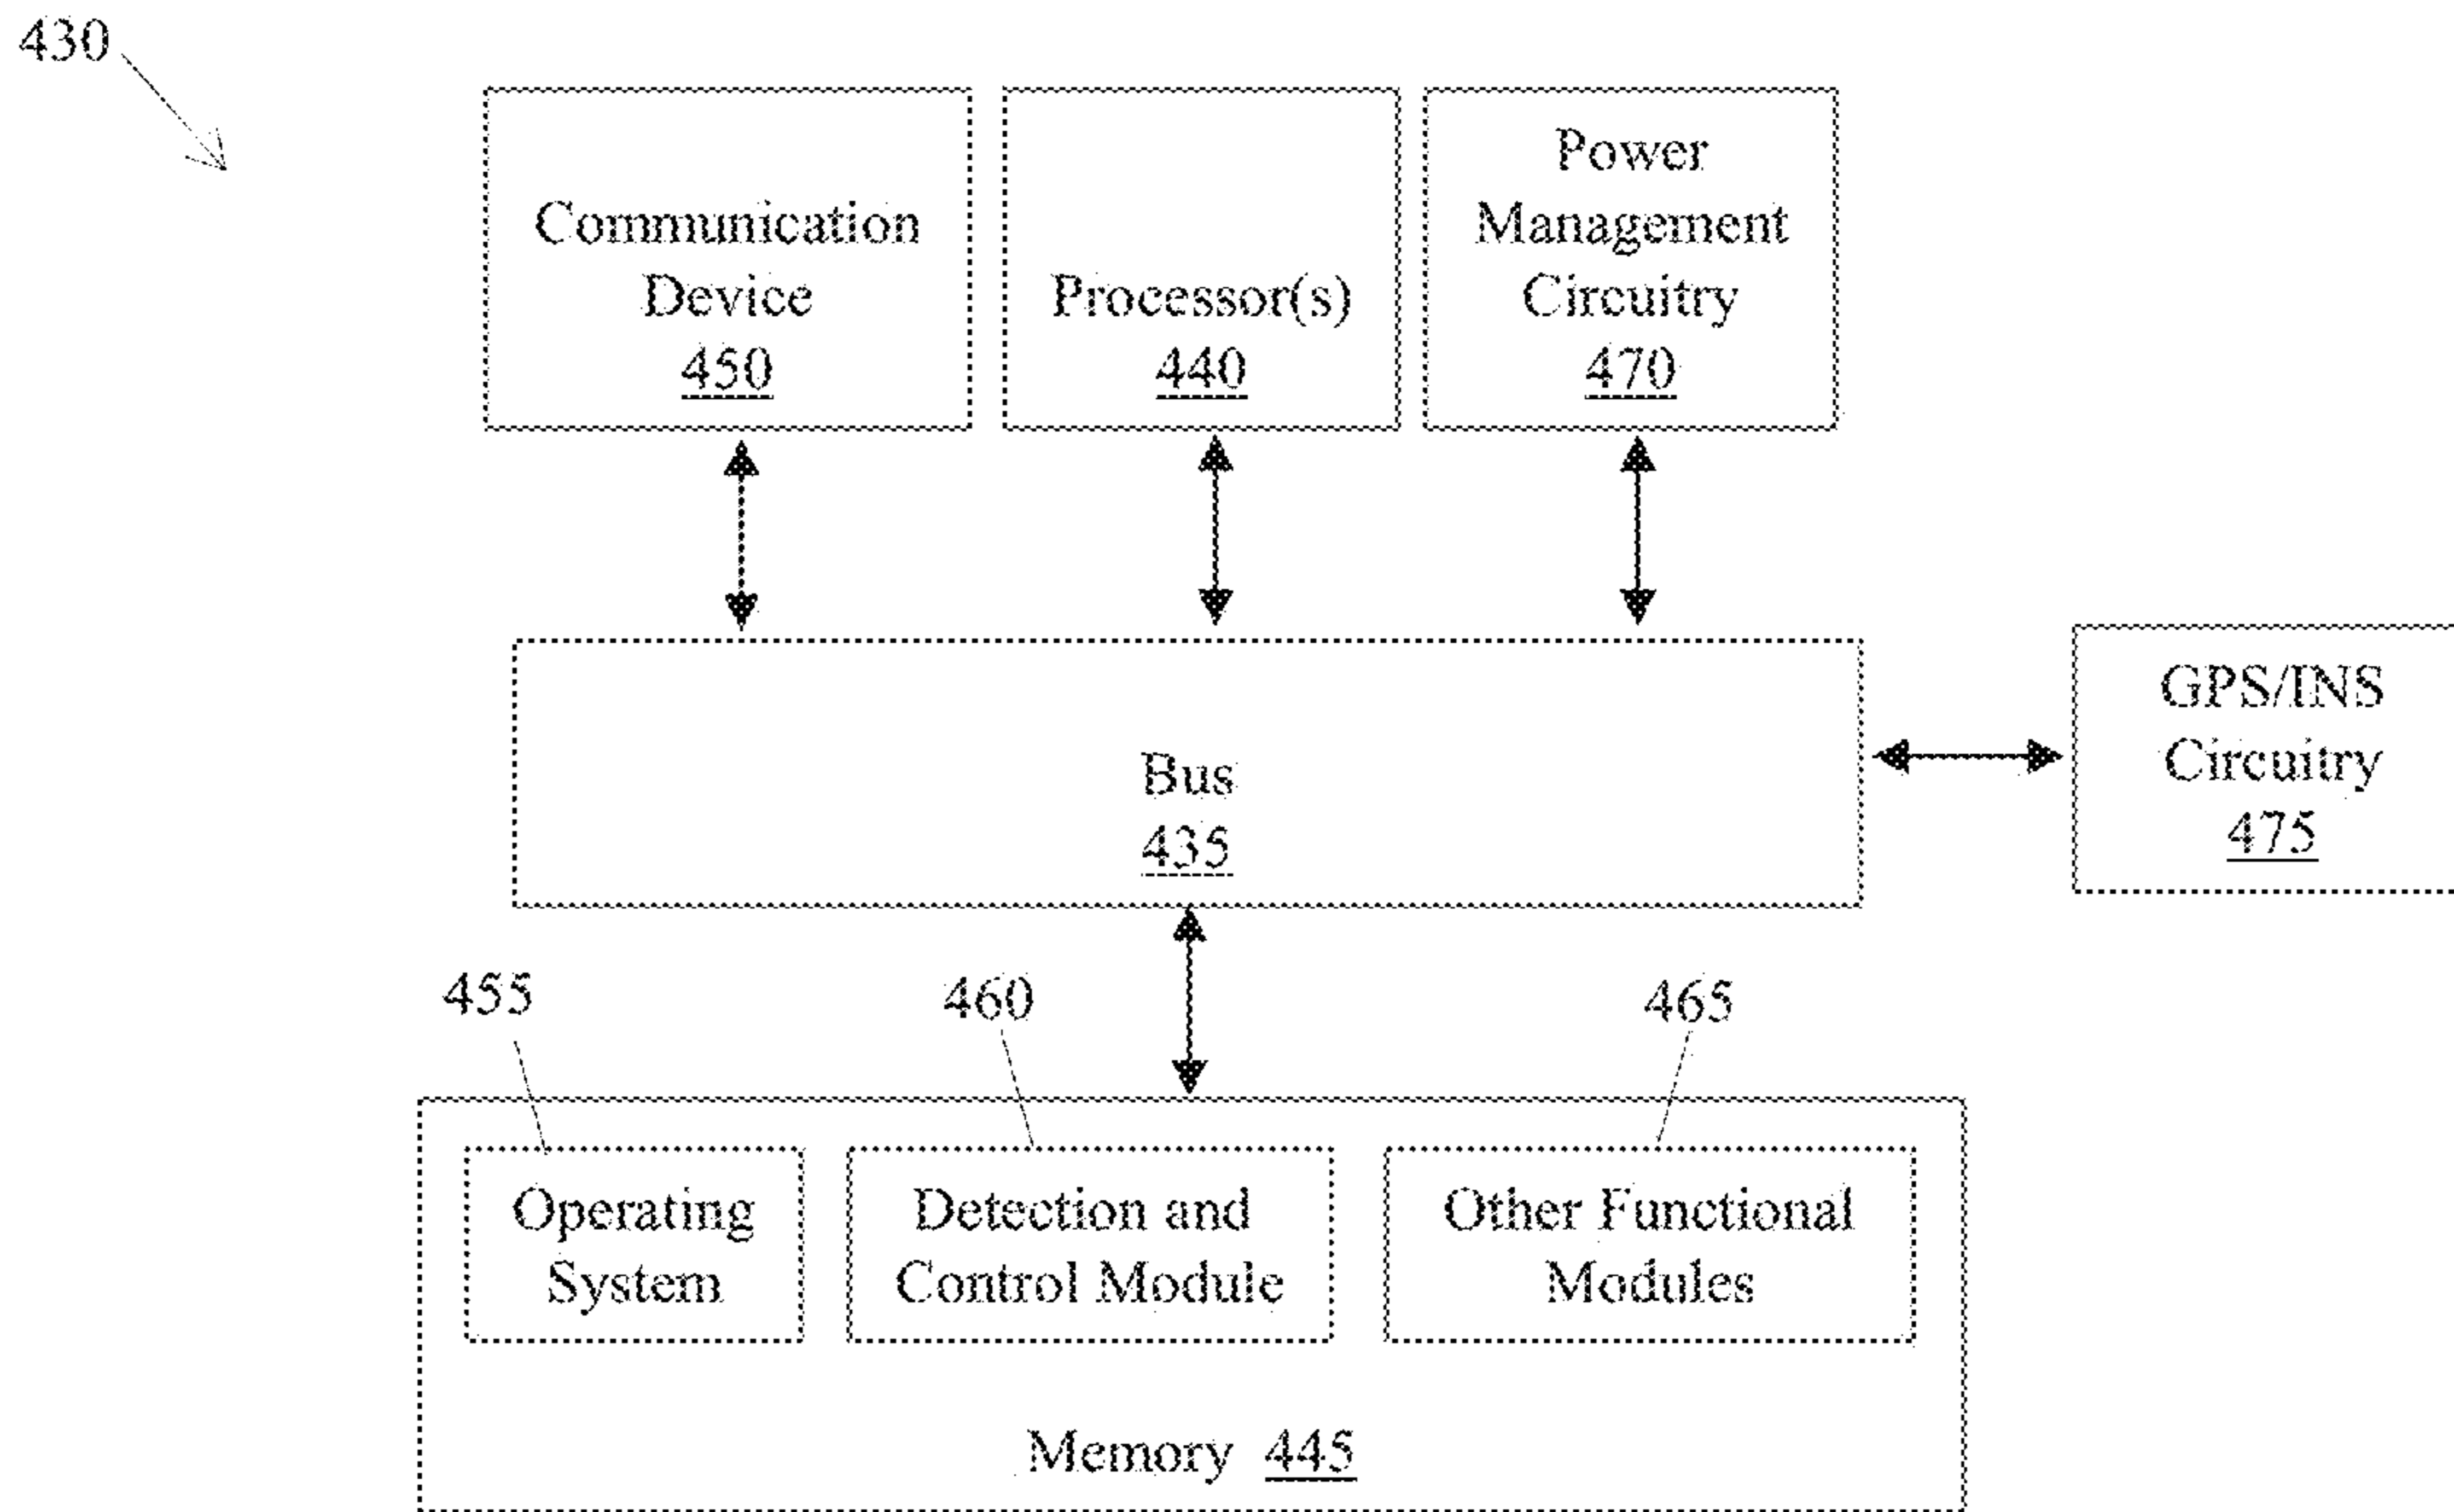 430
Communication
Device
450
Processor(s)
440
Power
Management
Circuitry
470
Bus
435
GPS/INS
Circuitry
475
455
460
465
Operating
System
Detection and
Control Module
Other Functional
Modules
Memory 445